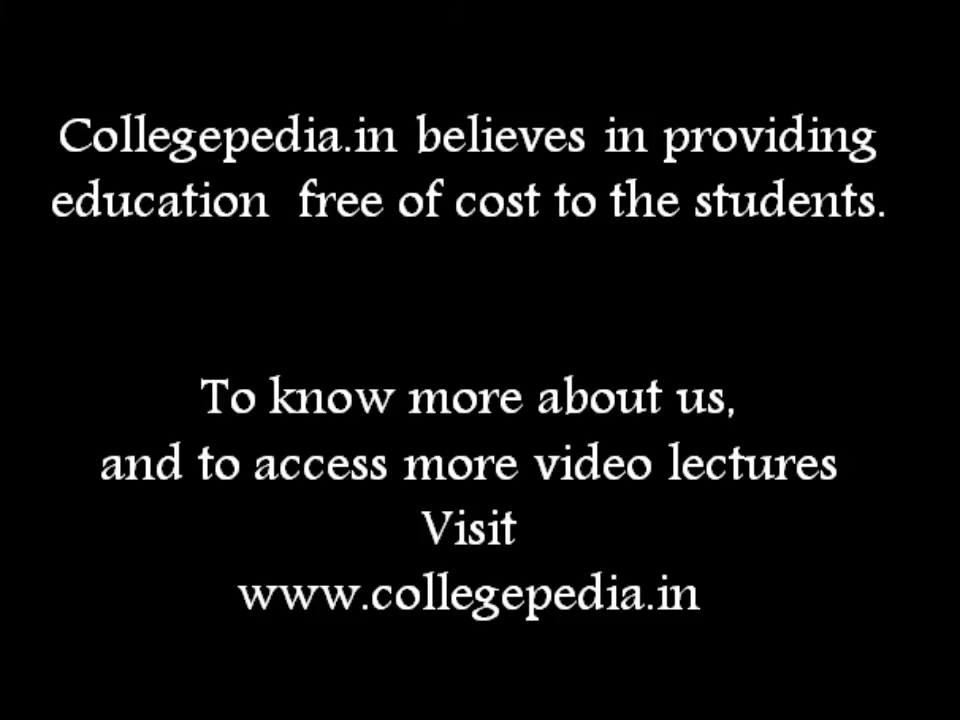 Collegepedia.in believes in providing
education free of cost to the students.
To know more about us,
and to access more video lectures
Visit
www.collegepedia.in